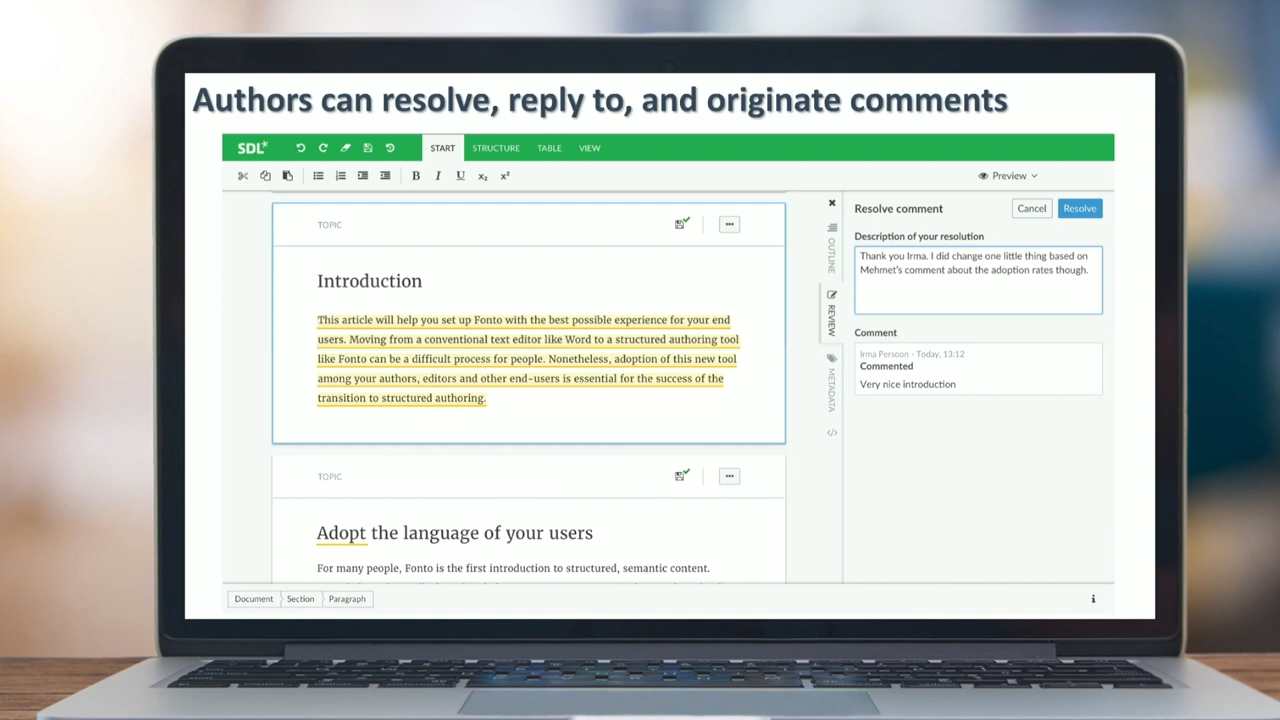 Authors can resolve, reply to, and originate comments
SDL*
START
STRUCTURE
TABLE
VIEW
B I U x₂ x²
Preview
TOPIC
Introduction
This article will help you set up Fonto with the best possible experience for your end
users. Moving from a conventional text editor like Word to a structured authoring tool
like Fonto can be a difficult process for people. Nonetheless, adoption of this new tool
among your authors, editors and other end-users is essential for the success of the
transition to structured authoring.
TOPIC
Adopt the language of your users
For many people, Fonto is the first introduction to structured, semantic content.
OUTLINE
REVIEW
METADATA
Resolve comment
Cancel
Resolve
Description of your resolution
Thank you Irma. I did change one little thing based on
Mehmet's comment about the adoption rates though.
Comment
Irma Persoon - Today, 13:12
Commented
Very nice introduction
Document
Section
Paragraph